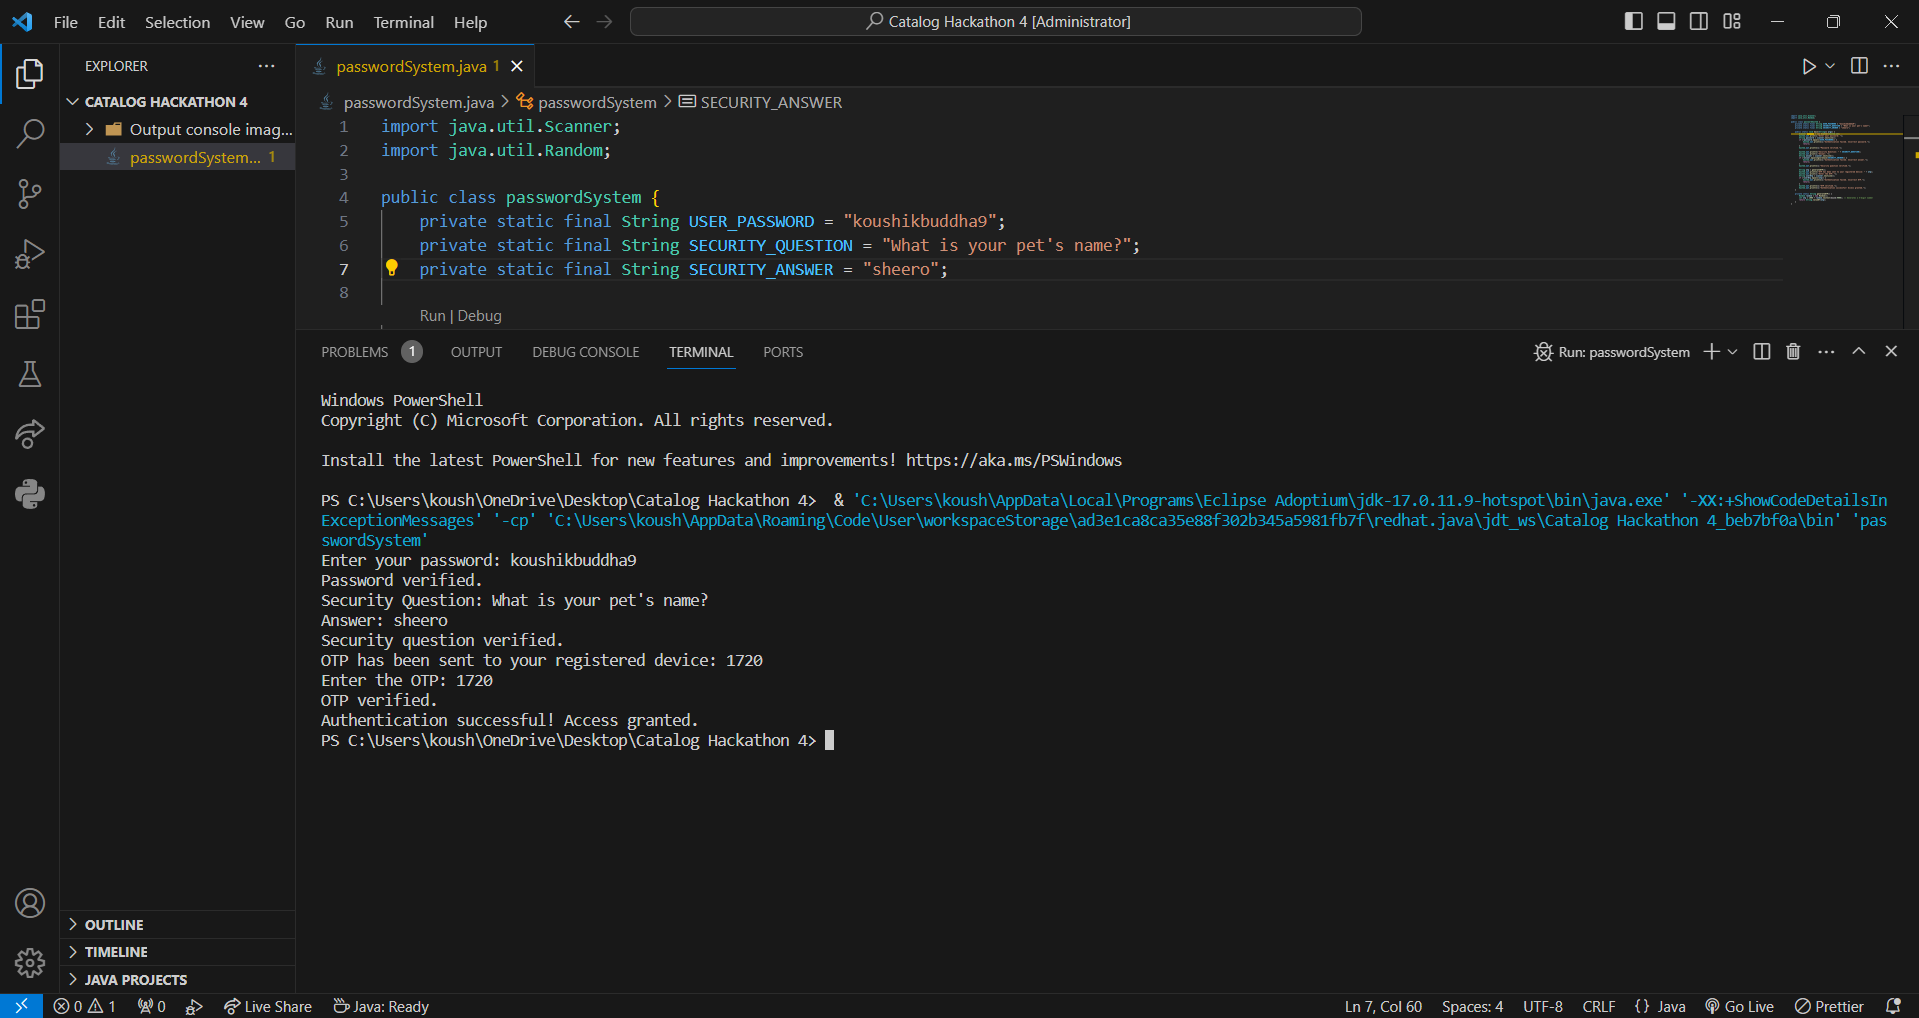 File Edit Selection View Go Run Terminal Help
Catalog Hackathon 4 [Administrator]
EXPLORER
CATALOG HACKATHON 4
Output console imag...
passwordSystem... 1
OUTLINE
TIMELINE
JAVA PROJECTS
passwordSystem.java 1
passwordSystem.java > passwordSystem > SECURITY_ANSWER
1 import java.util.Scanner;
2 import java.util.Random;
3
4 public class passwordSystem {
5 private static final String USER_PASSWORD = "koushikbuddha9";
6 private static final String SECURITY_QUESTION = "What is your pet's name?";
7 private static final String SECURITY_ANSWER = "sheero";
8
Run | Debug
PROBLEMS 1 OUTPUT DEBUG CONSOLE TERMINAL PORTS
Run: passwordSystem
Windows PowerShell
Copyright (C) Microsoft Corporation. All rights reserved.
Install the latest PowerShell for new features and improvements! https://aka.ms/PSWindows
PS C:\Users\koush\OneDrive\Desktop\Catalog Hackathon 4>  & 'C:\Users\koush\AppData\Local\Programs\Eclipse Adoptium\jdk-17.0.11.9-hotspot\bin\java.exe' '-XX:+ShowCodeDetailsIn
ExceptionMessages' '-cp' 'C:\Users\koush\AppData\Roaming\Code\User\workspaceStorage\ad3e1ca8ca35e88f302b345a5981fb7f\redhat.java\jdt_ws\Catalog Hackathon 4_beb7bf0a\bin' 'pas
swordSystem'
Enter your password: koushikbuddha9
Password verified.
Security Question: What is your pet's name?
Answer: sheero
Security question verified.
OTP has been sent to your registered device: 1720
Enter the OTP: 1720
OTP verified.
Authentication successful! Access granted.
PS C:\Users\koush\OneDrive\Desktop\Catalog Hackathon 4>
0 1 0 Live Share Java: Ready Ln 7, Col 60 Spaces: 4 UTF-8 CRLF {} Java Go Live Prettier